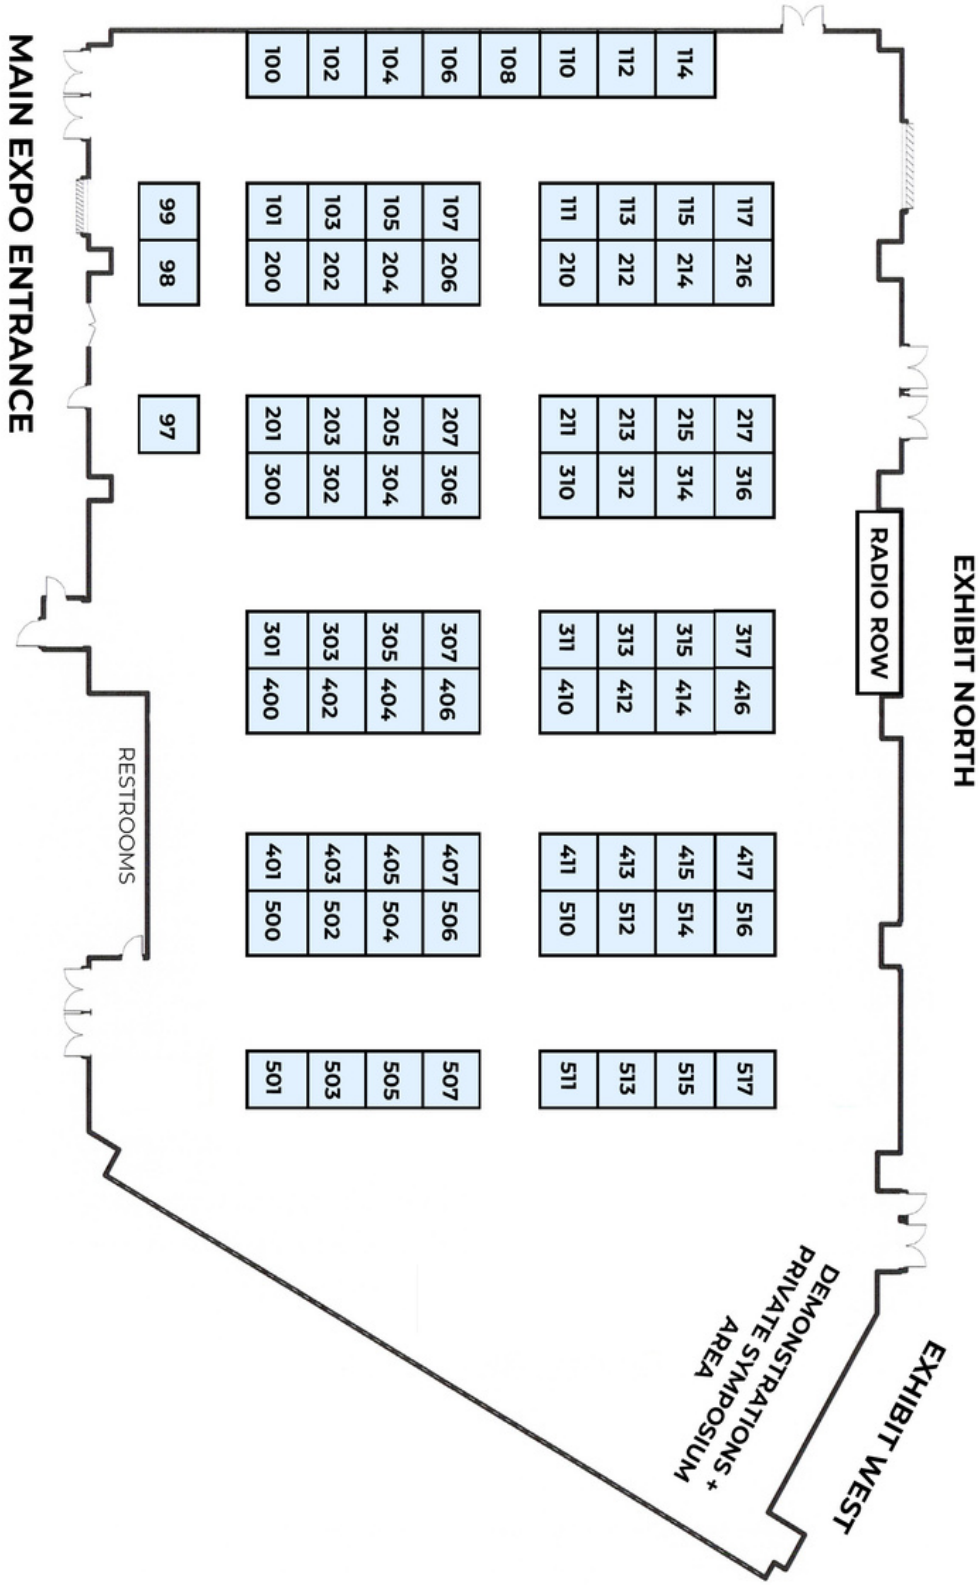 MAIN EXPO ENTRANCE
EXHIBIT NORTH
EXHIBIT WEST
RADIO ROW
RESTROOMS
DEMONSTRATIONS +
PRIVATE SYMPOSIUM
AREA
100 102 104 106 108 110 112 114
99 101 103 105 107 111 113 115 117
98 200 202 204 206 210 212 214 216
97 201 203 205 207 211 213 215 217
300 302 304 306 310 312 314 316
301 303 305 307 311 313 315 317
400 402 404 406 410 412 414 416
401 403 405 407 411 413 415 417
500 502 504 506 510 512 514 516
501 503 505 507 511 513 515 517